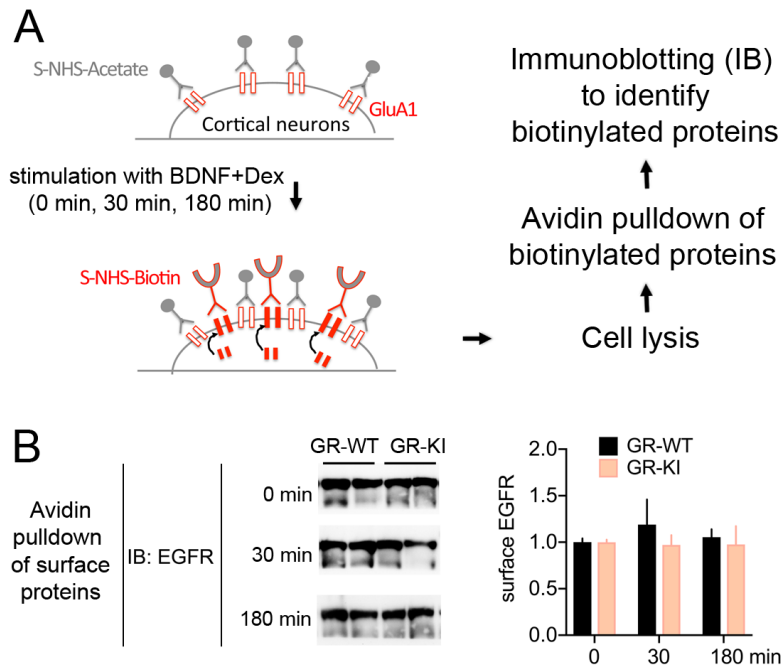 A
S-NHS-Acetate
GluA1
Cortical neurons
stimulation with BDNF+Dex
(0 min, 30 min, 180 min)
S-NHS-Biotin
Immunoblotting (IB)
to identify
biotinylated proteins
Avidin pulldown of
biotinylated proteins
Cell lysis
B
Avidin
pulldown
of surface
proteins
IB: EGFR
GR-WT GR-KI
0 min
30 min
180 min
GR-WT
GR-KI
surface EGFR
2.0
1.5
1.0
0.5
0.0
0 30 180 min